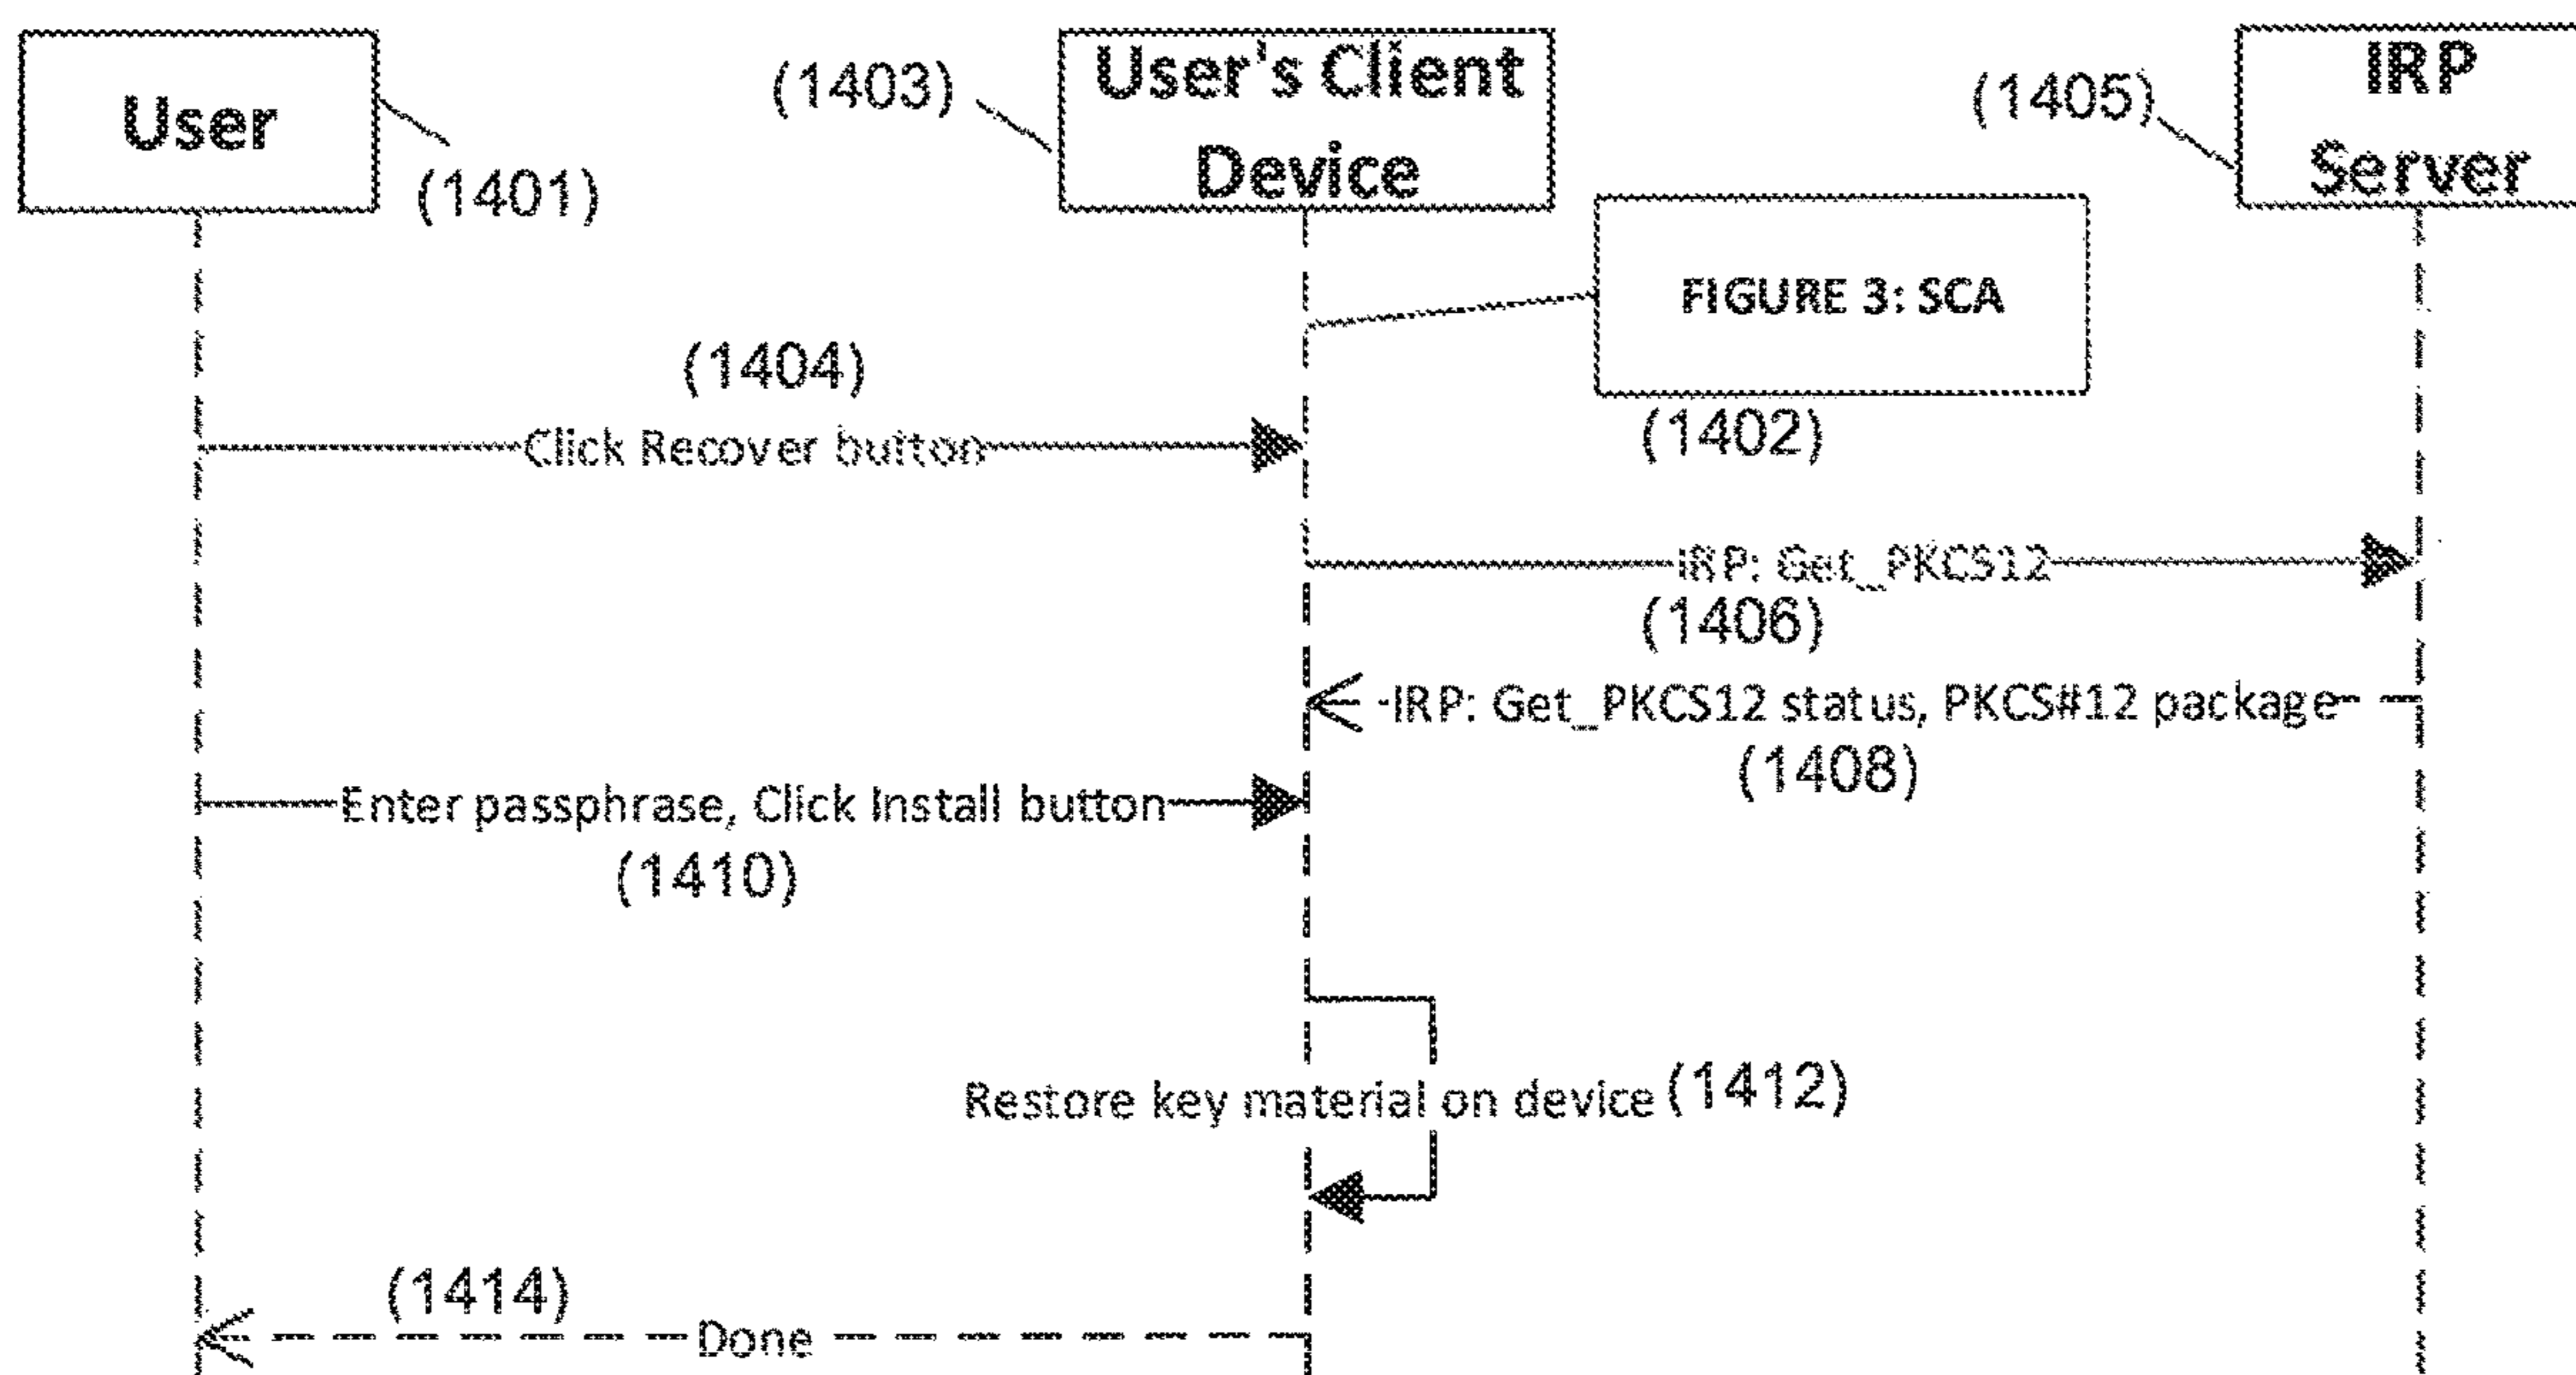 User
(1401)
(1403)
User's Client
Device
(1405)
IRP
Server
FIGURE 3: SCA
(1402)
(1404)
Click Recover button
IRP: Get_PKCS12
(1406)
IRP: Get_PKCS12 status, PKCS#12 package
(1408)
Enter passphrase, Click Install button
(1410)
Restore key material on device (1412)
(1414)
Done